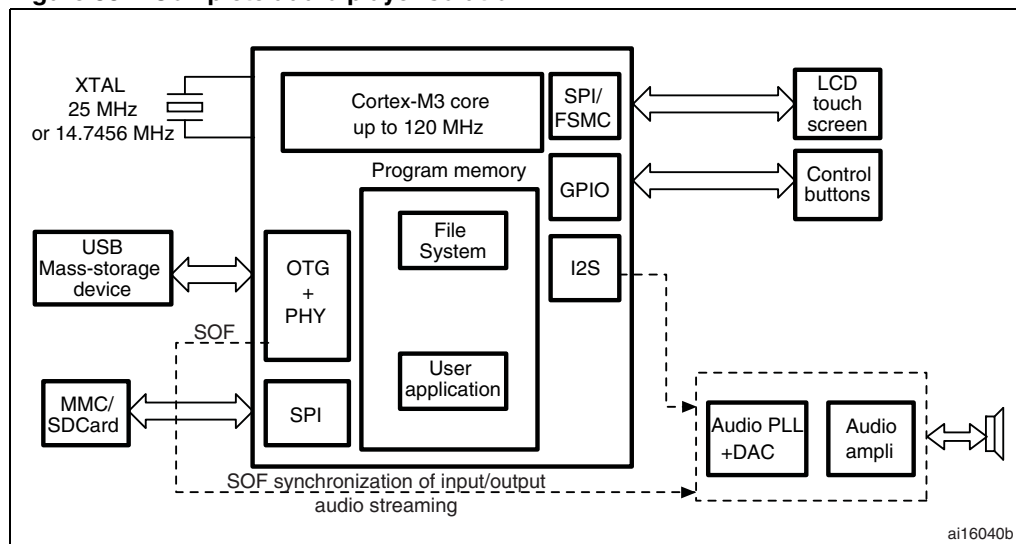 XTAL
25 MHz
or 14.7456 MHz
Cortex-M3 core
up to 120 MHz
SPI/
FSMC
LCD
touch
screen
Program memory
GPIO
Control
buttons
File
System
I2S
USB
Mass-storage
device
OTG
+
PHY
SOF
User
application
MMC/
SDCard
SPI
Audio PLL
+DAC
Audio
ampli
SOF synchronization of input/output
audio streaming
ai16040b